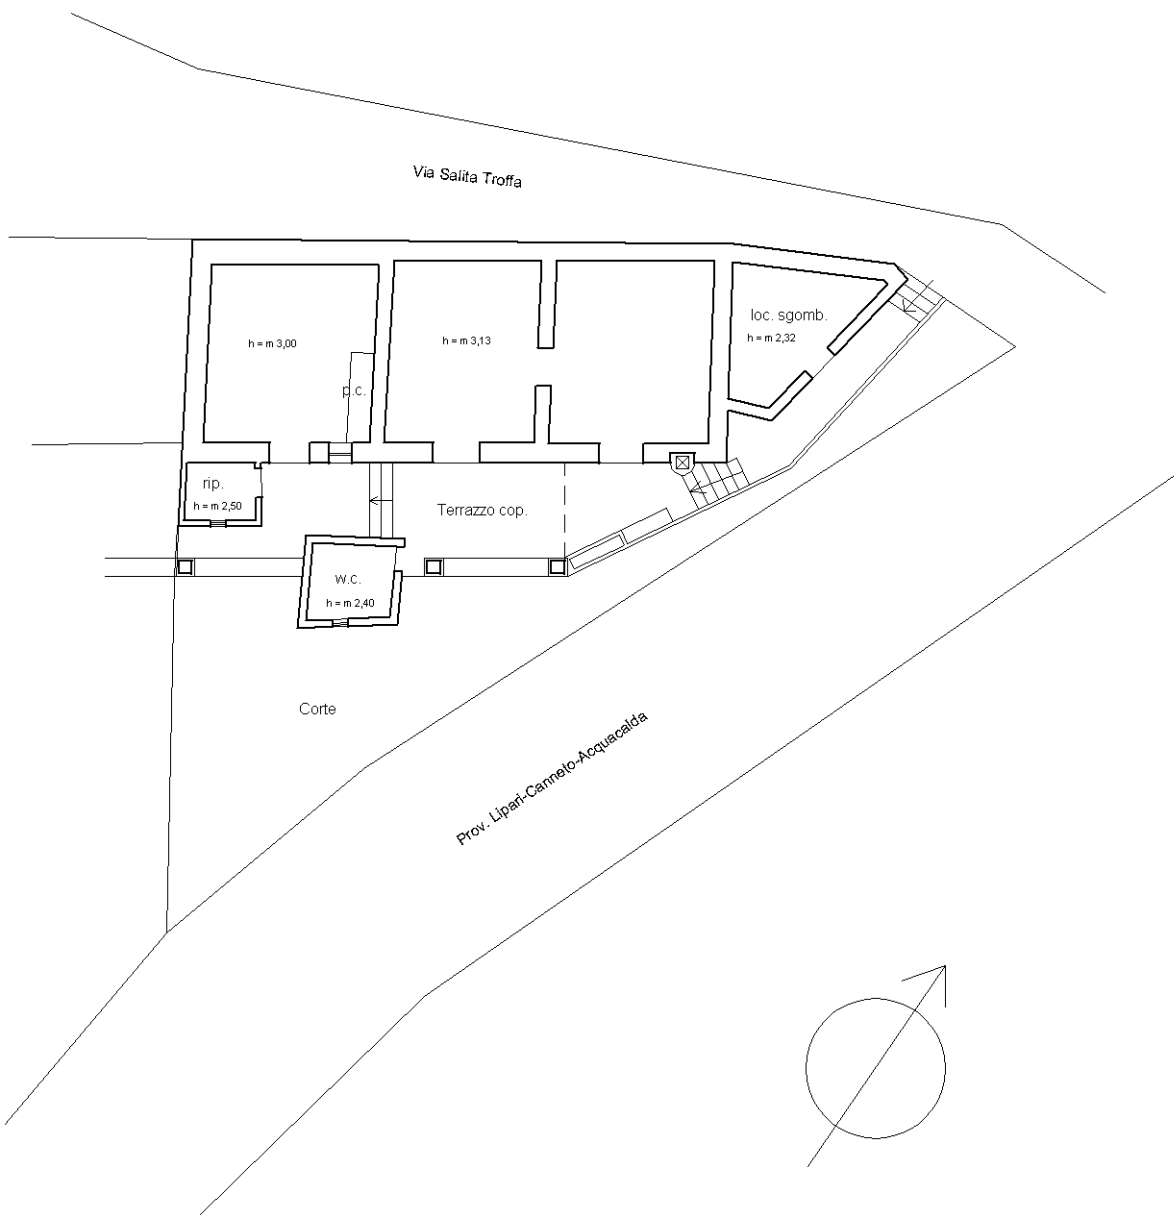 Via Salita Troffa
loc. sgomb.
h = m 2,32
h = m 3,00
h = m 3,13
p.c.
rip.
h = m 2,50
Terrazzo cop.
w.c.
h = m 2,40
Corte
Prov. Lipari-Canneto-Acquacalda